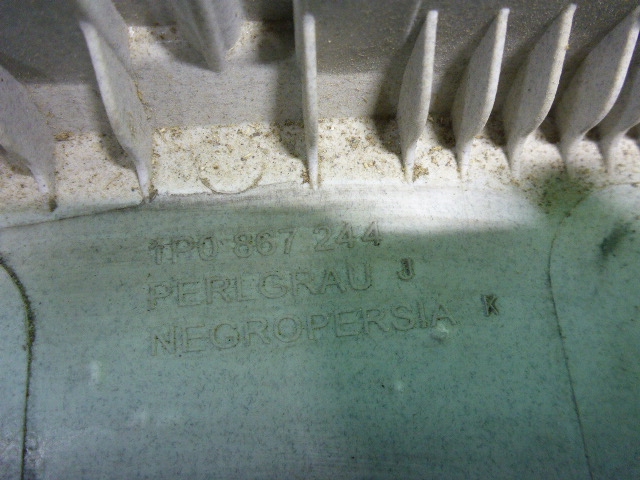 1P0 867 244
PERLGRAU J
NEGROPERSIA K